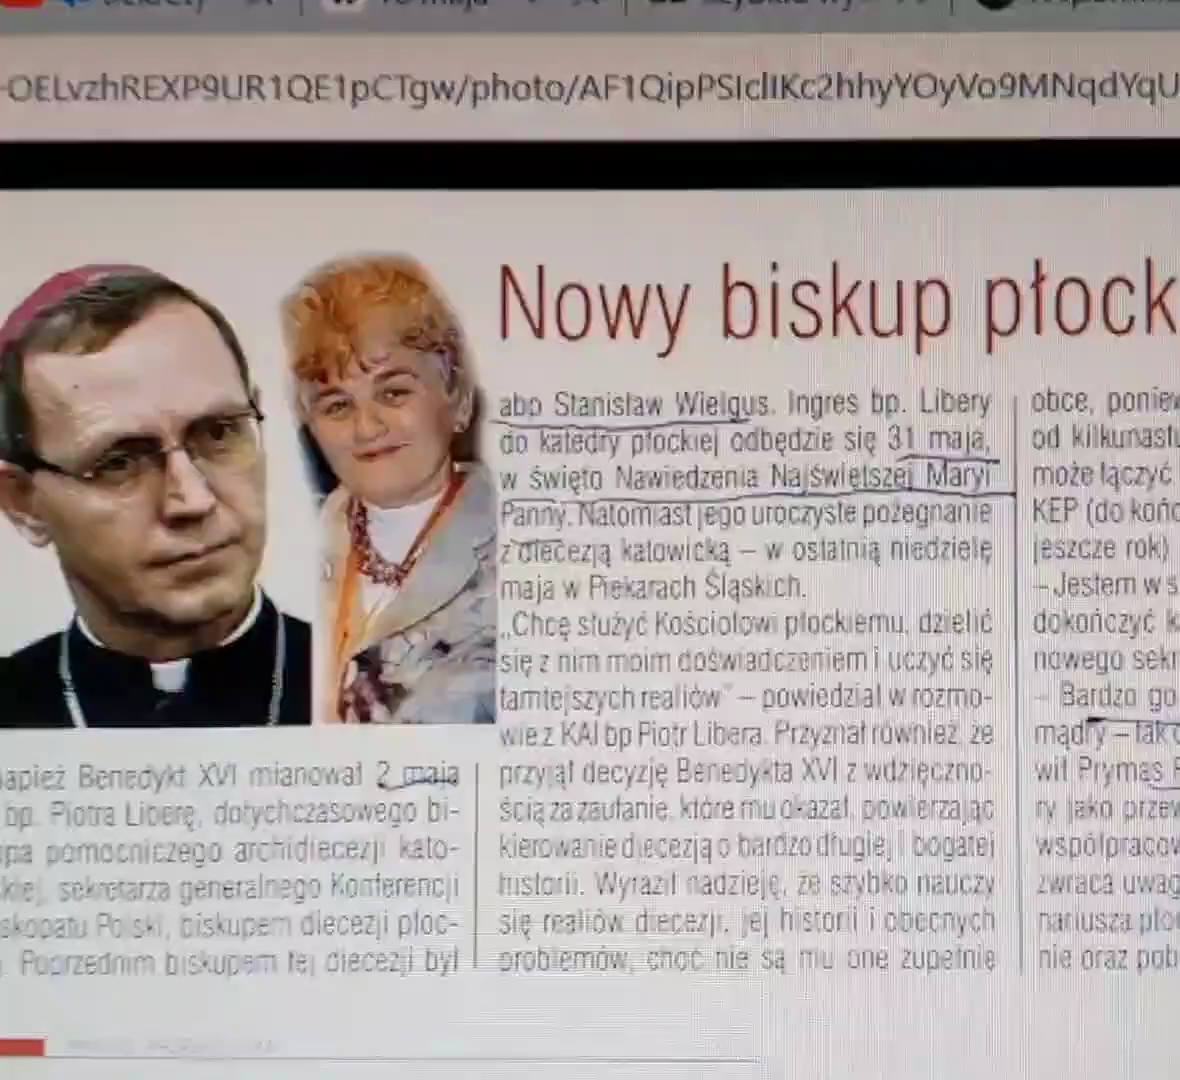 -OELvzhREXP9UR1QE1pCTgw/photo/AF1QipPSIclIKc2hhyYOyVo9MNqdYqU
Nowy biskup płock
apież Benedykt XVI mianował 2 maja
bp. Piotra Liberę, dotychczasowego bi-
pa pomocniczego archidiecezji kato-
kiej, sekretarza generalnego Konferencji
skopatu Polski, biskupem diecezji płoc-
. Poprzednim biskupem tej diecezji był
abp Stanisław Wielgus. Ingres bp. Libery
do katedry płockiej odbędzie się 31 maja,
w święto Nawiedzenia Najświętszej Maryi
Panny. Natomiast jego uroczyste pożegnanie
z diecezją katowicką – w ostatnią niedzielę
maja w Piekarach Śląskich.
„Chcę służyć Kościołowi płockiemu, dzielić
się z nim moim doświadczeniem i uczyć się
tamtejszych realiów" – powiedział w rozmo-
wie z KAI bp Piotr Libera. Przyznał również, że
przyjął decyzję Benedykta XVI z wdzięczno-
ścią za zaufanie, które mu okazał, powierzając
kierowanie diecezją o bardzo długiej i bogatej
historii. Wyraził nadzieję, że szybko nauczy
się realiów diecezji, jej historii i obecnych
problemów, choć nie są mu one zupełnie
obce, poniew
od kilkunastu
może łączyć
KEP (do końc
jeszcze rok)
– Jestem w s
dokończyć k
nowego sekr
– Bardzo go
mądry – tak
wił Prymas
ry jako przew
współpracow
zwraca uwag
nariusza płoc
nie oraz pob